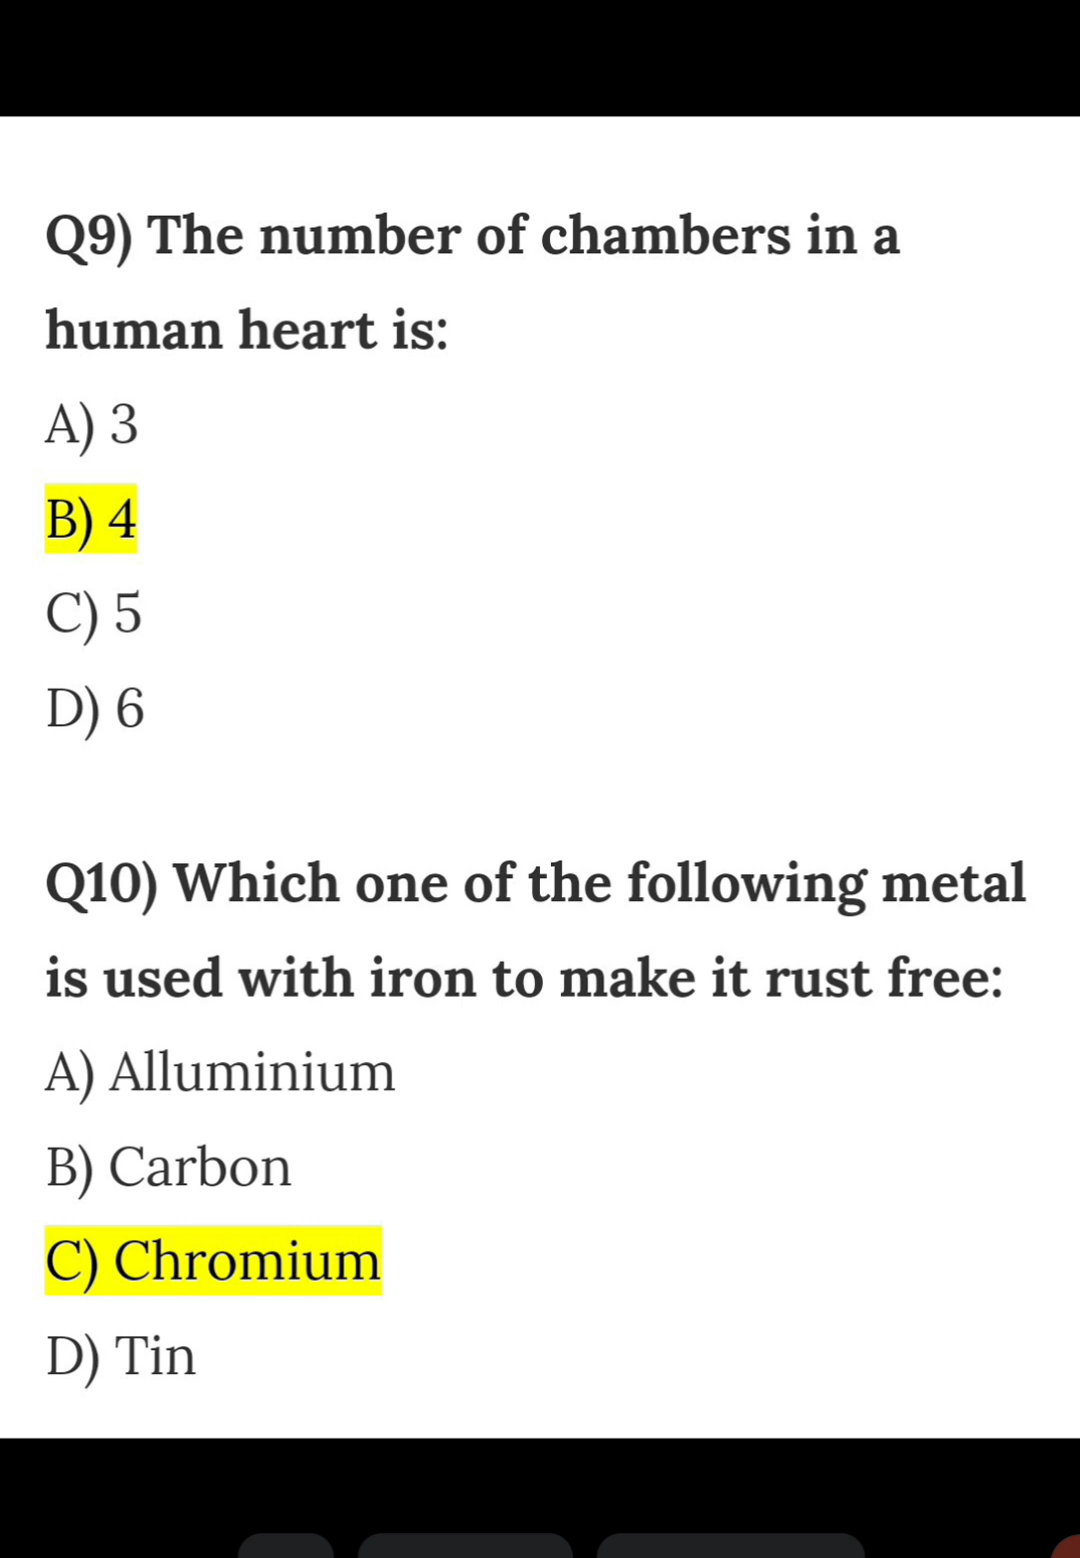 Q9) The number of chambers in a
human heart is:
A) 3
B) 4
C) 5
D) 6
Q10) Which one of the following metal
is used with iron to make it rust free:
A) Alluminium
B) Carbon
C) Chromium
D) Tin